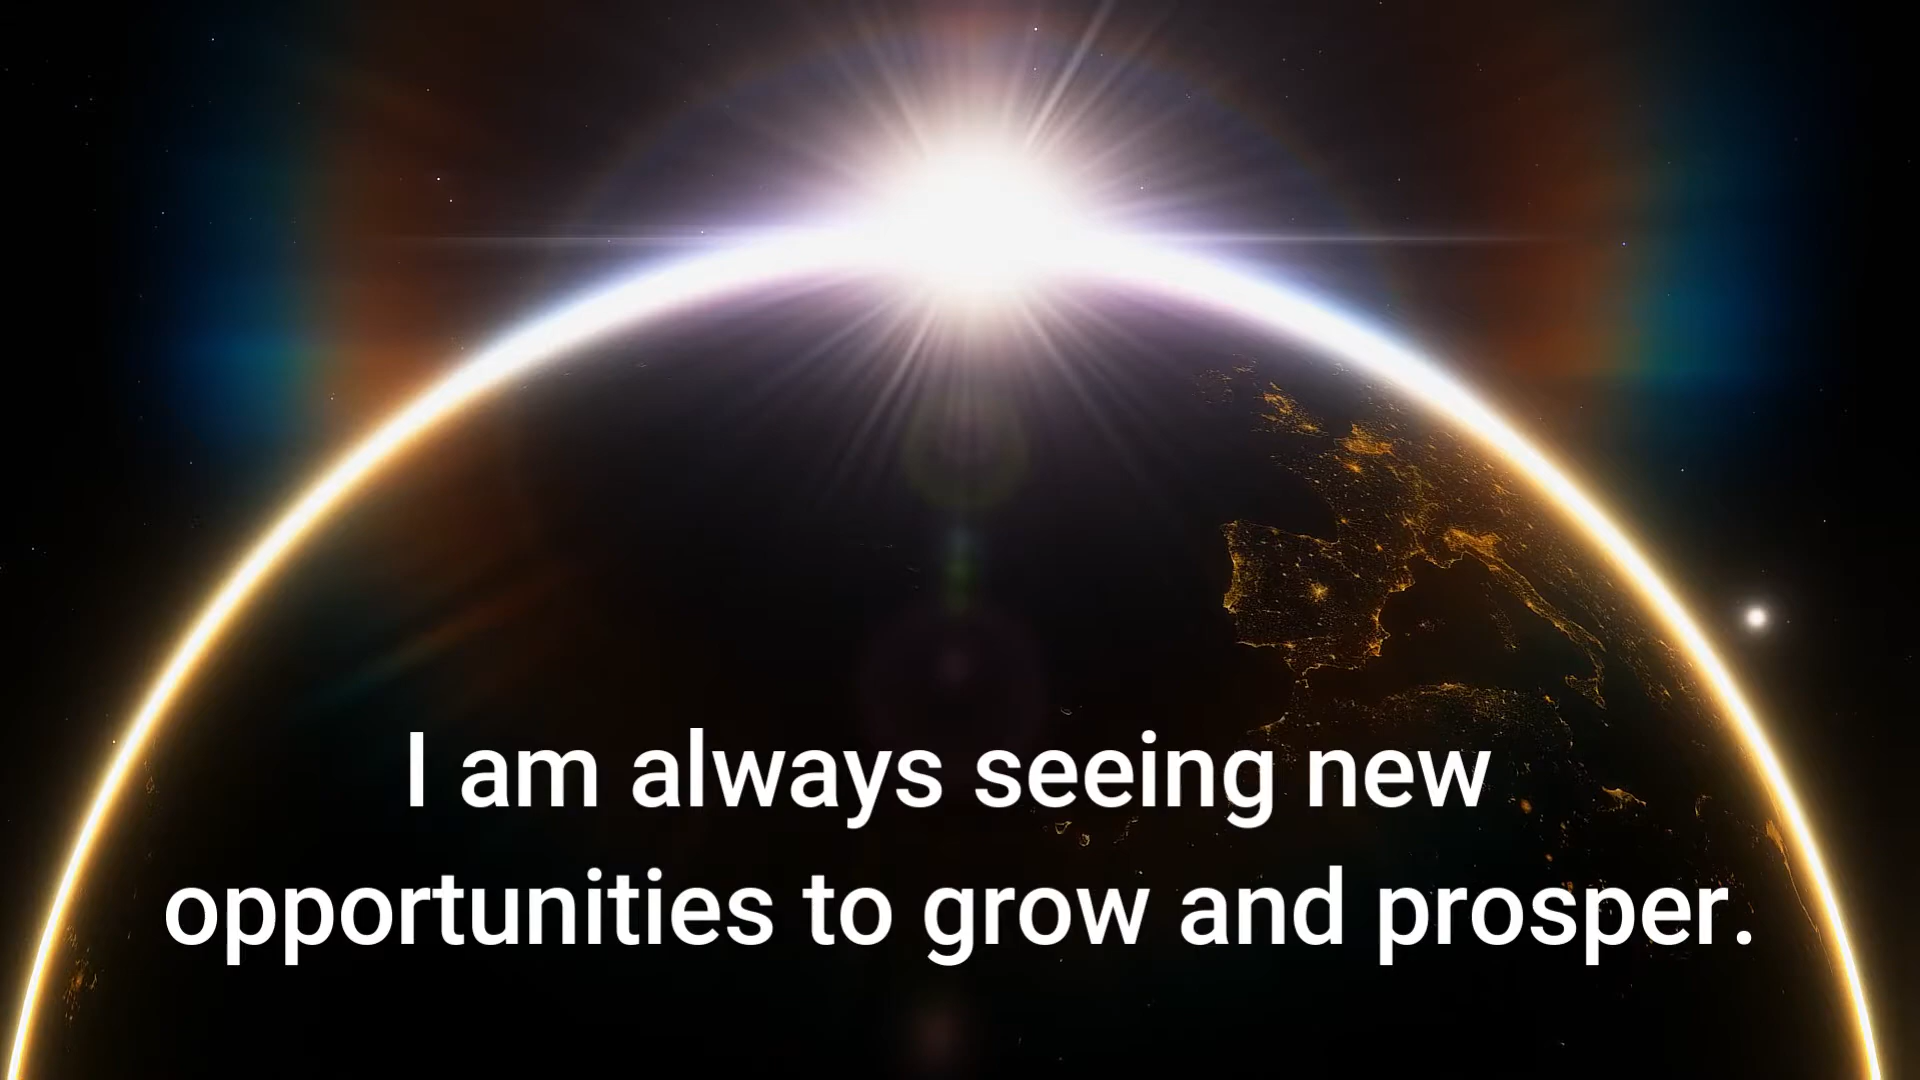 I am always seeing new
opportunities to grow and prosper.